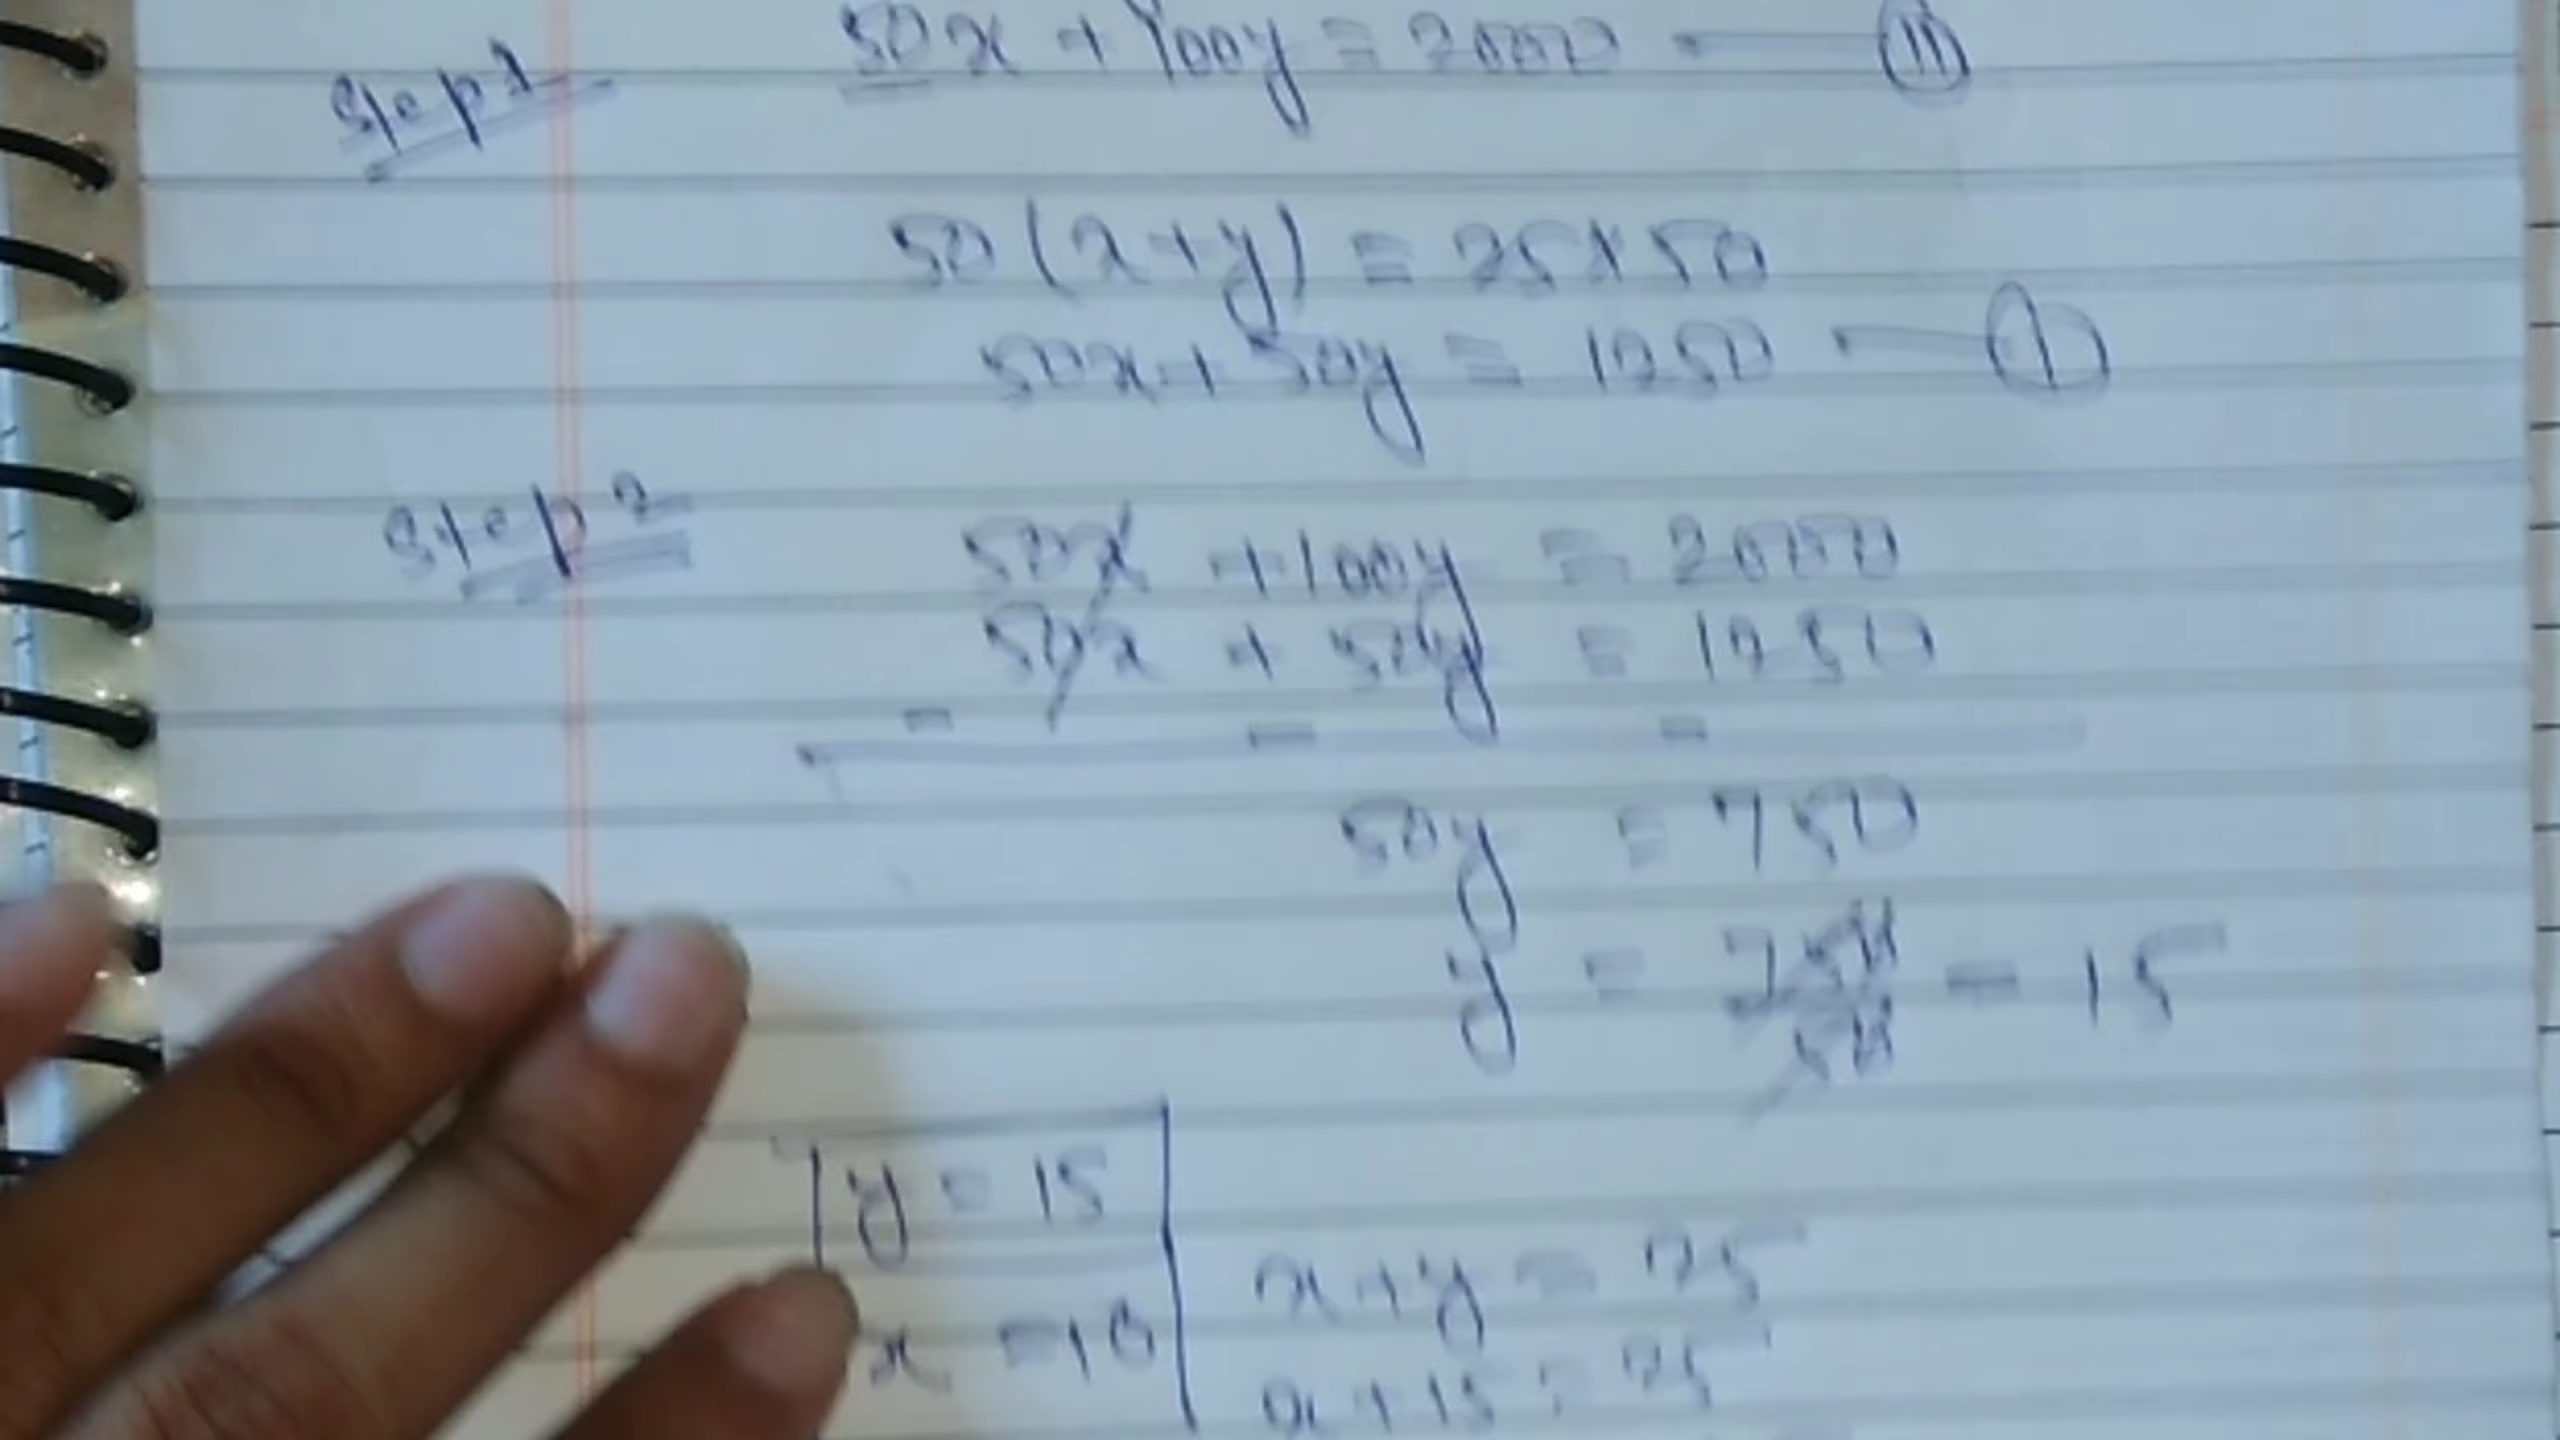 50x + 100y = 2000 — (ii)
Step 1
50 (x+y) = 25 x 50
50x + 50y = 1250 — (1)
Step 2
50x + 100y = 2000
50x + 50y = 1250
- - -
50y = 750
y = 750/50 = 15
y = 15
x + y = 25
x = 10
x + 15 = 25